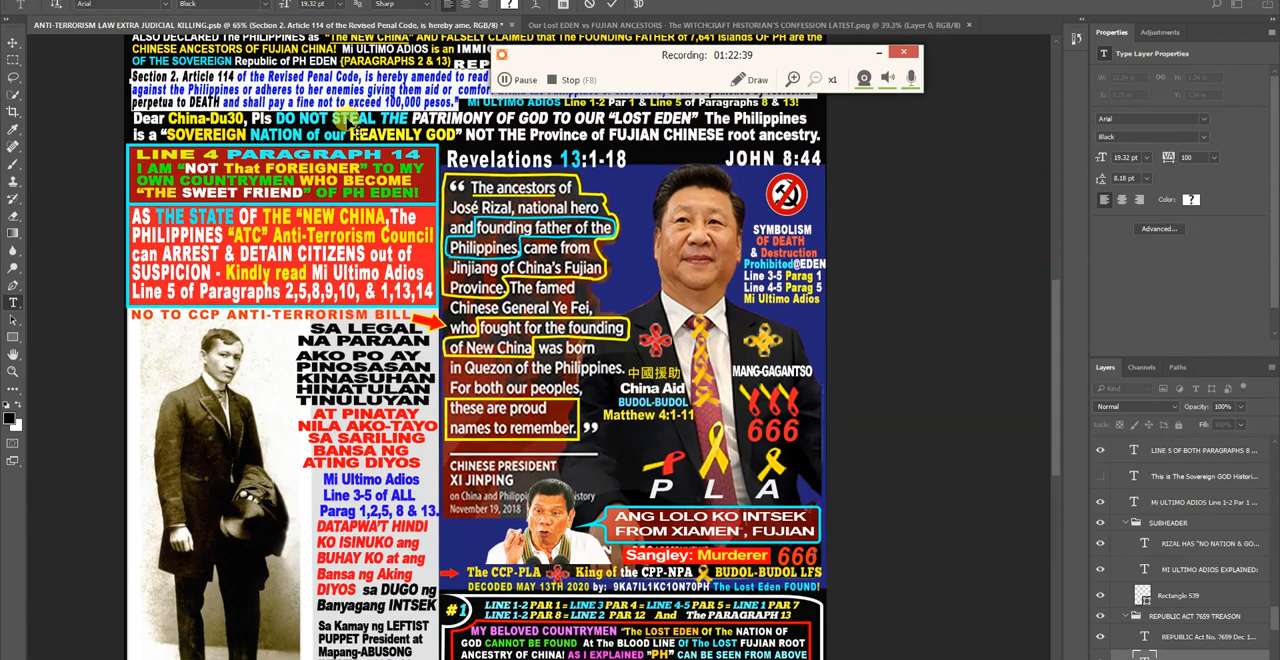 Arial
Black
19.32 pt
Sharp
3D
ANTI-TERRORISM LAW EXTRA JUDICIAL KILLING.psb @ 65% (Section 2. Article 114 of the Revised Penal Code, is hereby ame, RGB/8) *
Our Lost EDEN vs FUJIAN ANCESTORS - The WITCHCRAFT HISTORIAN'S CONFESSION LATEST.png @ 39.3% (Layer 0, RGB/8)
ALSO DECLARED The PHILIPPINES as "The NEW CHINA" and FALSELY CLAIMED that The FOUNDING FATHER of 7,641 Islands OF PH are the
CHINESE ANCESTORS OF FUJIAN CHINA! Mi ULTIMO ADIOS is an
OF THE SOVEREIGN Republic of PH EDEN {PARAGRAPHS 2 & 13}
Section 2. Article 114 of the Revised Penal Code, is hereby amended to read
against the Philippines or adheres to her enemies giving them aid or
perpetua to DEATH and shall pay a fine not to exceed 100,000 pesos."
Mi ULTIMO ADIOS Line 1-2 Par 1 & Line 5 of Paragraphs 8 & 13!
Recording: 01:22:39
Pause
Stop (F8)
Draw
x1
Dear China-Du30, Pls DO NOT STEAL THE PATRIMONY OF GOD TO OUR "LOST EDEN" The Philippines
is a "SOVEREIGN NATION of our HEAVENLY GOD" NOT THE Province of FUJIAN CHINESE root ancestry.
LINE 4 PARAGRAPH 14
I AM "NOT That FOREIGNER" TO MY
OWN COUNTRYMEN WHO BECOME
"THE SWEET FRIEND" OF PH EDEN!
AS THE STATE OF THE "NEW CHINA,The
PHILIPPINES "ATC" Anti-Terrorism Council
can ARREST & DETAIN CITIZENS out of
SUSPICION - Kindly read Mi Ultimo Adios
Line 5 of Paragraphs 2,5,8,9,10, & 1,13,14
NO TO CCP ANTI-TERRORISM BILL
SA LEGAL
NA PARAAN
AKO PO AY
PINOSASAN
KINASUHAN
HINATULAN
TINULUYAN
AT PINATAY
NILA AKO-TAYO
SA SARILING
BANSA NG
ATING DIYOS
Mi Ultimo Adios
Line 3-5 of ALL
Parag 1,2,5, 8 & 13.
DATAPWA'T HINDI
KO ISINUKO ang
BUHAY KO at ang
Bansa ng Aking
DIYOS sa DUGO ng
Banyagang INTSEK
Sa Kamay ng LEFTIST
PUPPET President at
Mapang-ABUSONG
Revelations 13:1-18
JOHN 8:44
“ The ancestors of
José Rizal, national hero
and founding father of the
Philippines, came from
Jinjiang of China's Fujian
Province. The famed
Chinese General Ye Fei,
who fought for the founding
of New China, was born
in Quezon of the Philippines.
For both our peoples,
these are proud
names to remember. ”
CHINESE PRESIDENT
XI JINPING
on China and Philippi
istory
November 19, 2018
SYMBOLISM
OF DEATH
& Destruction
Prohibited@EDEN
Line 3-5 Parag 1
Line 4-5 Parag 5
Mi Ultimo Adios
中國援助
China Aid
BUDOL-BUDOL
Matthew 4:1-11
MANG-GAGANTSO
666
P L A
ANG LOLO KO INTSEK
FROM XIAMEN, FUJIAN
Sangley: Murderer 666
The CCP-PLA King of the CCP-NPA BUDOL-BUDOL LFS
DECODED MAY 13TH 2020 by: 9KA7IL1KC1ON70PH The Lost Eden FOUND!
#1
LINE 1-2 PAR 1 = LINE 3 PAR 4 = LINE 4-5 PAR 5 = LINE 1 PAR 7
LINE 1-2 PAR 8 = LINE 2 PAR 12 And The PARAGRAPH 13
MY BELOVED COUNTRYMEN "The LOST EDEN Of The NATION OF
GOD CANNOT BE FOUND At The BLOOD LINE Of The LOST FUJIAN ROOT
ANCESTRY OF CHINA! AS I EXPLAINED "PH" CAN BE SEEN FROM ABOVE
Properties
Adjustments
Type Layer Properties
W:
H:
X:
Y:
Arial
Black
19.32 pt
100
8.18 pt
Color:
?
Advanced...
Layers
Channels
Paths
Kind
Normal
Opacity: 100%
Lock:
Fill:
LINE 5 OF BOTH PARAGRAPHS 8 ...
This is The Sovereign GOD Histori...
Mi ULTIMO ADIOS Line 1-2 Par 1 ...
SUBHEADER
RIZAL HAS "NO NATION & GO...
MI ULTIMO ADIOS EXPLAINED:
Rectangle 539
REPUBLIC ACT 7659 TREASON
REPUBLIC Act No. 7659 Dec 1...